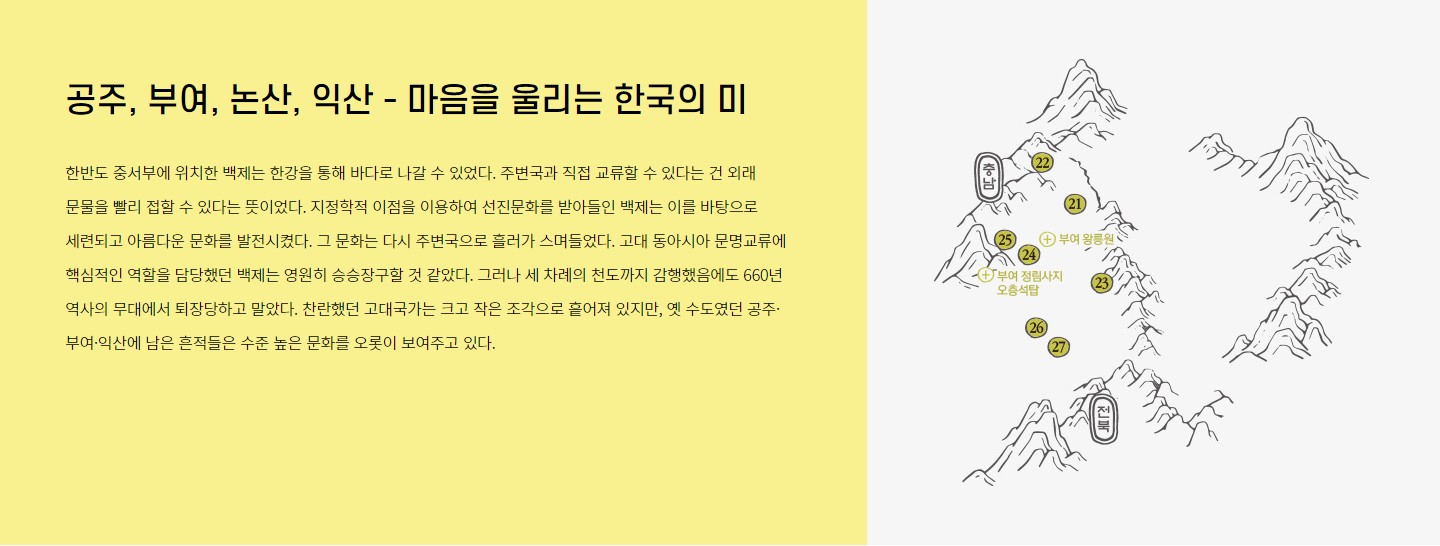 공주, 부여, 논산, 익산 - 마음을 울리는 한국의 미
한반도 중서부에 위치한 백제는 한강을 통해 바다로 나갈 수 있었다. 주변국과 직접 교류할 수 있다는 건 외래
문물을 빨리 접할 수 있다는 뜻이었다. 지정학적 이점을 이용하여 선진문화를 받아들인 백제는 이를 바탕으로
세련되고 아름다운 문화를 발전시켰다. 그 문화는 다시 주변국으로 흘러가 스며들었다. 고대 동아시아 문명교류에
핵심적인 역할을 담당했던 백제는 영원히 승승장구할 것 같았다. 그러나 세 차례의 천도까지 감행했음에도 660년
역사의 무대에서 퇴장당하고 말았다. 찬란했던 고대국가는 크고 작은 조각으로 흩어져 있지만, 옛 수도였던 공주·
부여·익산에 남은 흔적들은 수준 높은 문화를 오롯이 보여주고 있다.
충남
22
21
25
부여 왕릉원
24
부여 정림사지
오층석탑
23
26
27
전북